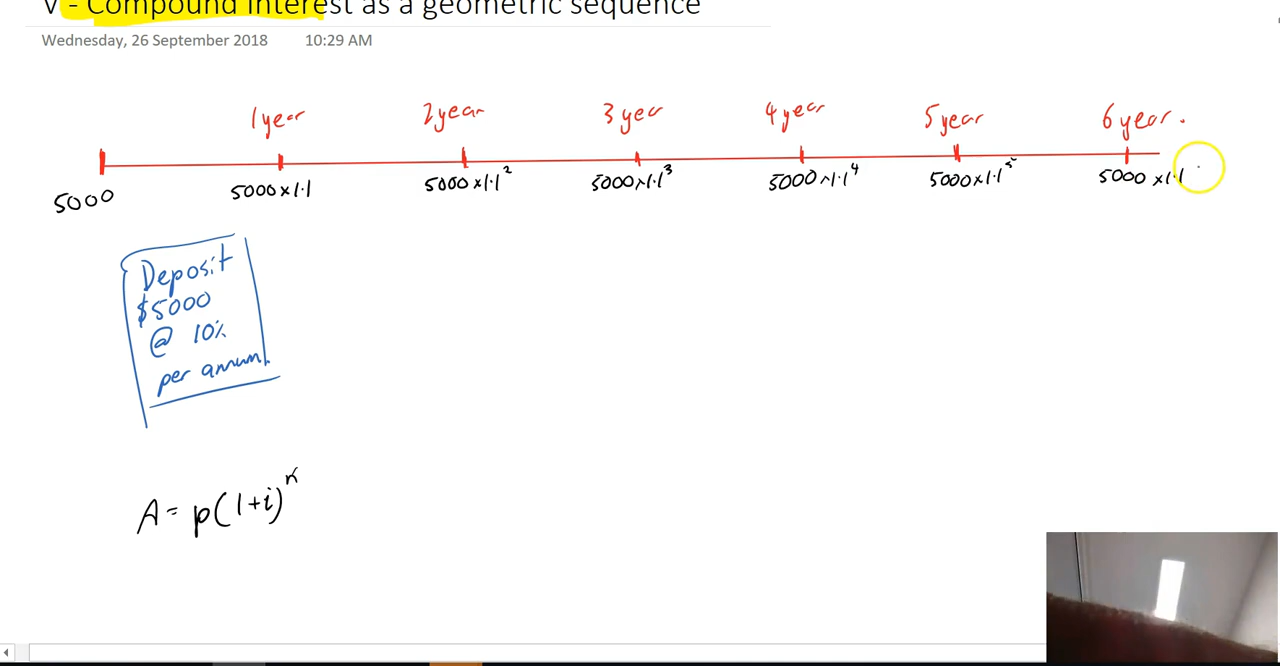 V - Compound interest as a geometric sequence
Wednesday, 26 September 2018 10:29 AM
1 year 2 year 3 year 4 year 5 year 6 year.
5000 5000 × 1·1 5000 × 1·1² 5000 × 1·1³ 5000 × 1·1⁴ 5000 × 1·1⁵ 5000 × 1·1
Deposit
$5000
@ 10%
per annum
A = p(1+i)ⁿ